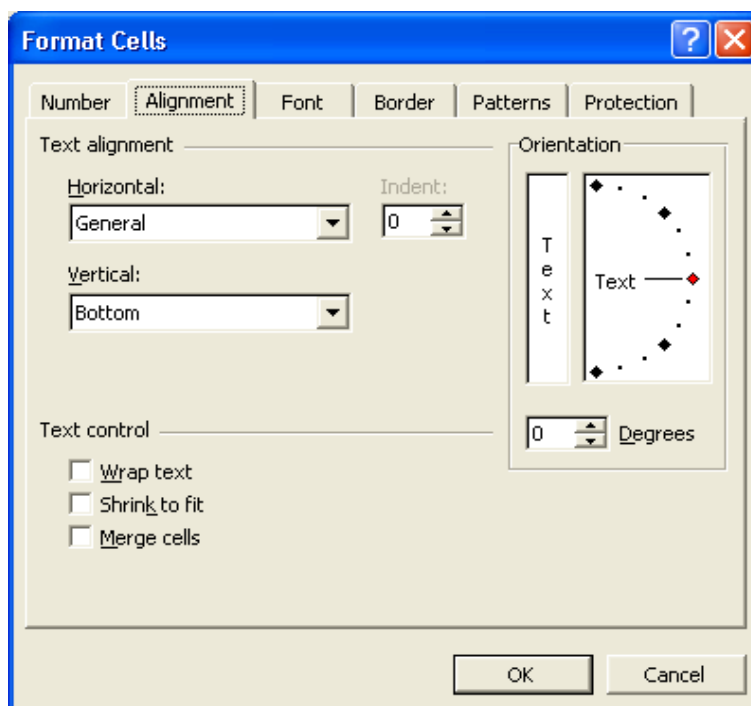 Format Cells
Number Alignment Font Border Patterns Protection
Text alignment
Horizontal:
General
Indent:
0
Vertical:
Bottom
Text control
Wrap text
Shrink to fit
Merge cells
Orientation
Text
Text
0 Degrees
OK Cancel